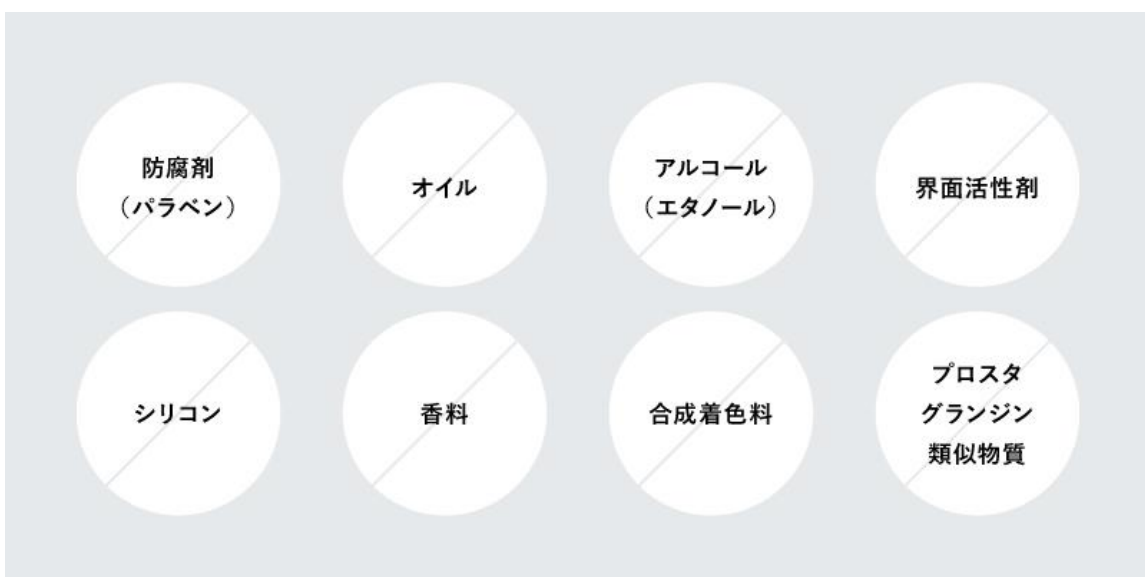 防腐剤
（パラベン）
オイル
アルコール
（エタノール）
界面活性剤
シリコン
香料
合成着色料
プロスタ
グランジン
類似物質